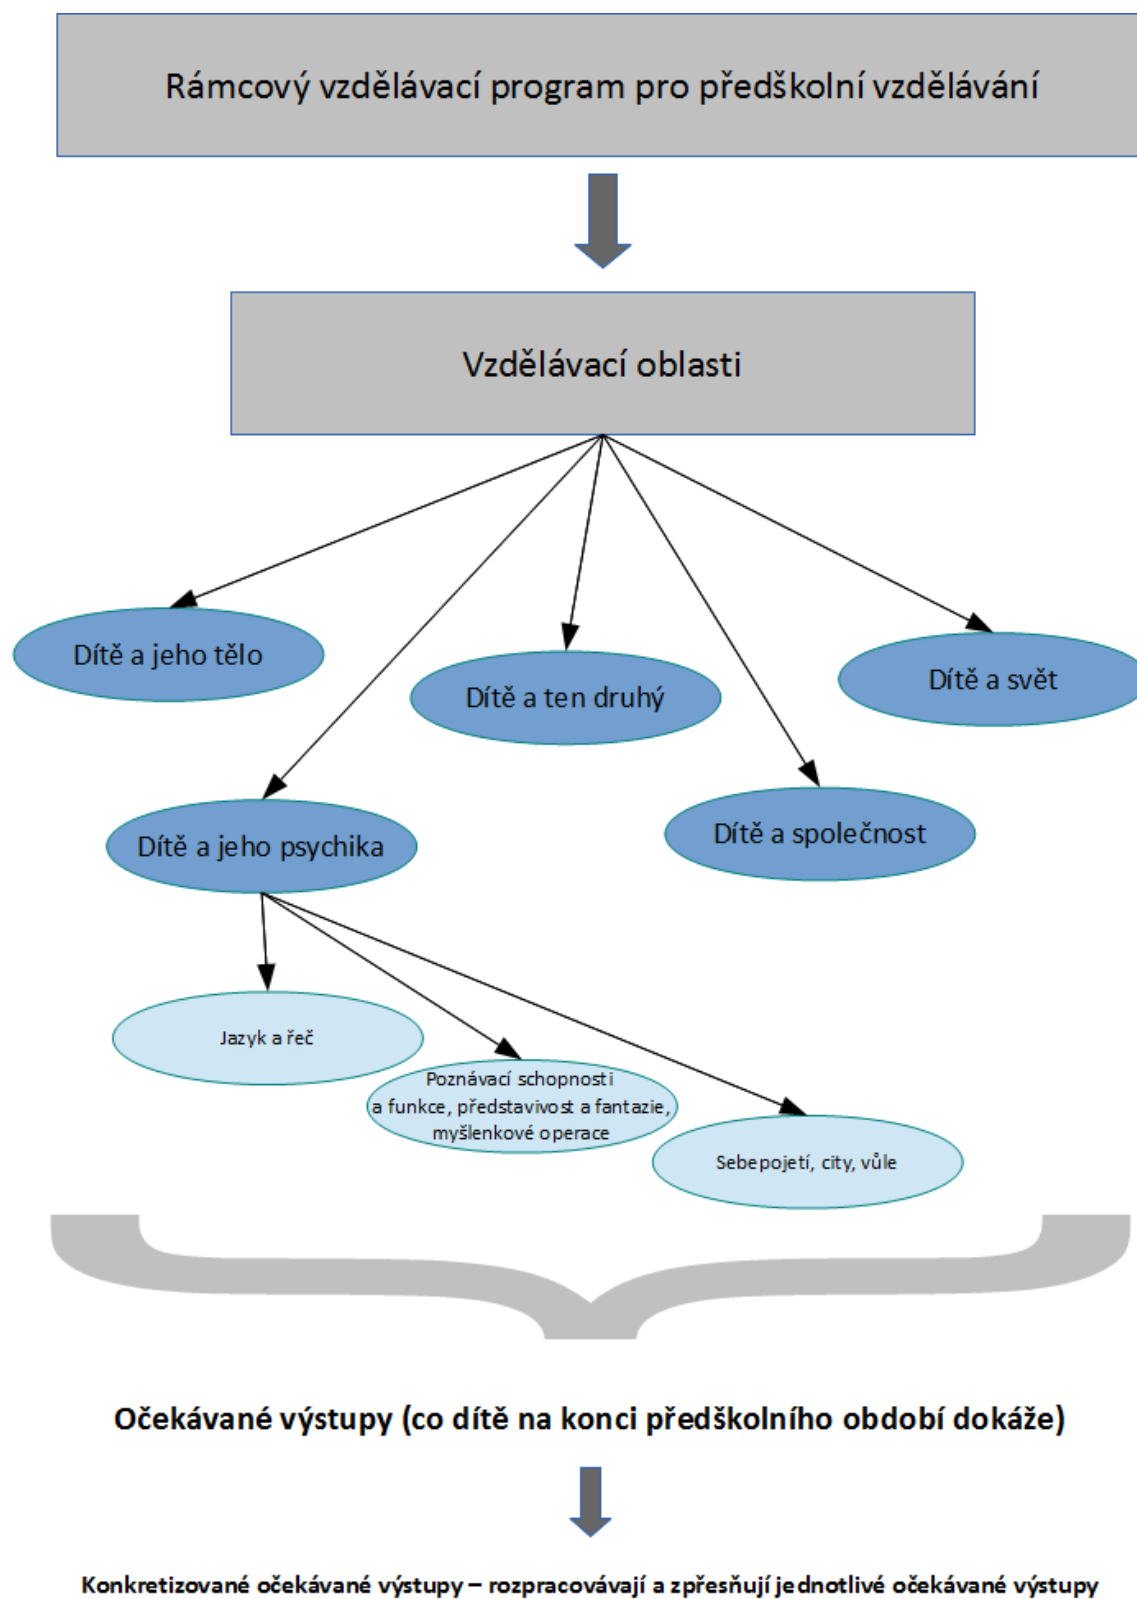 Rámcový vzdělávací program pro předškolní vzdělávání
Vzdělávací oblasti
Dítě a jeho tělo
Dítě a ten druhý
Dítě a svět
Dítě a jeho psychika
Dítě a společnost
Jazyk a řeč
Poznávací schopnosti
a funkce, představivost a fantazie,
myšlenkové operace
Sebepojetí, city, vůle
Očekávané výstupy (co dítě na konci předškolního období dokáže)
Konkretizované očekávané výstupy – rozpracovávají a zpřesňují jednotlivé očekávané výstupy